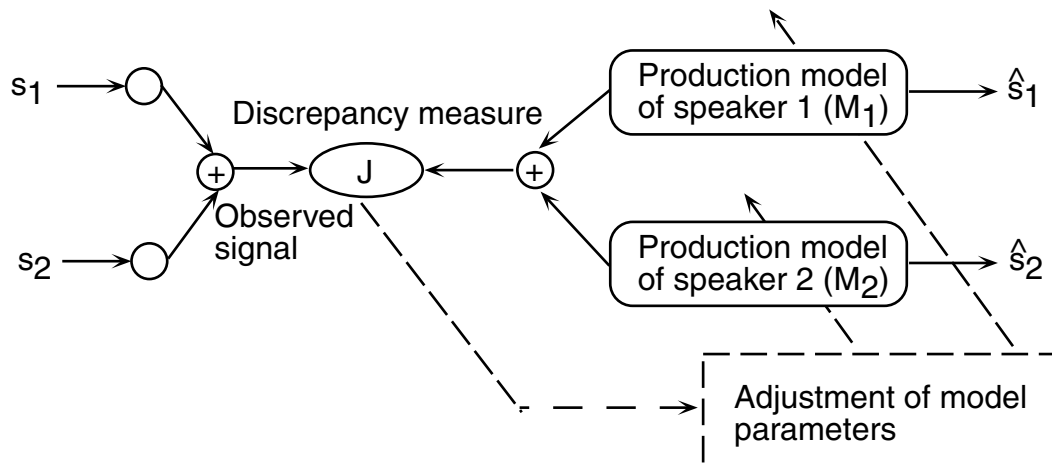 Production model
of speaker 1 (M1)
s1
ŝ1
Discrepancy measure
+
J
+
Observed
signal
Production model
of speaker 2 (M2)
s2
ŝ2
Adjustment of model
parameters